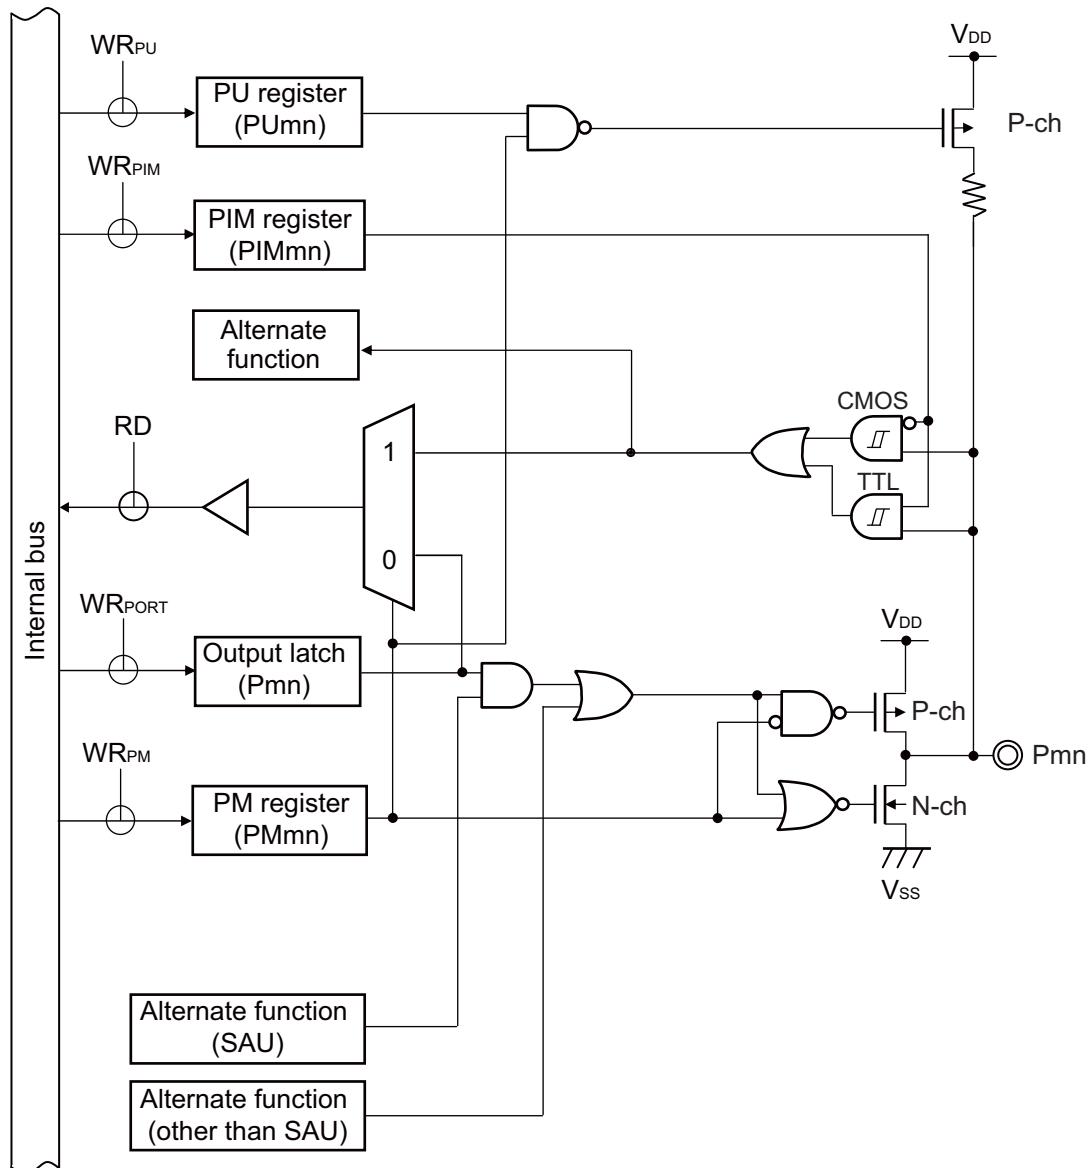 WRPU
PU register
(PUmn)
VDD
P-ch
WRPIM
PIM register
(PIMmn)
Alternate
function
CMOS
RD
1
TTL
0
Internal bus
WRPORT
Output latch
(Pmn)
VDD
P-ch
Pmn
WRPM
PM register
(PMmn)
N-ch
VSS
Alternate function
(SAU)
Alternate function
(other than SAU)